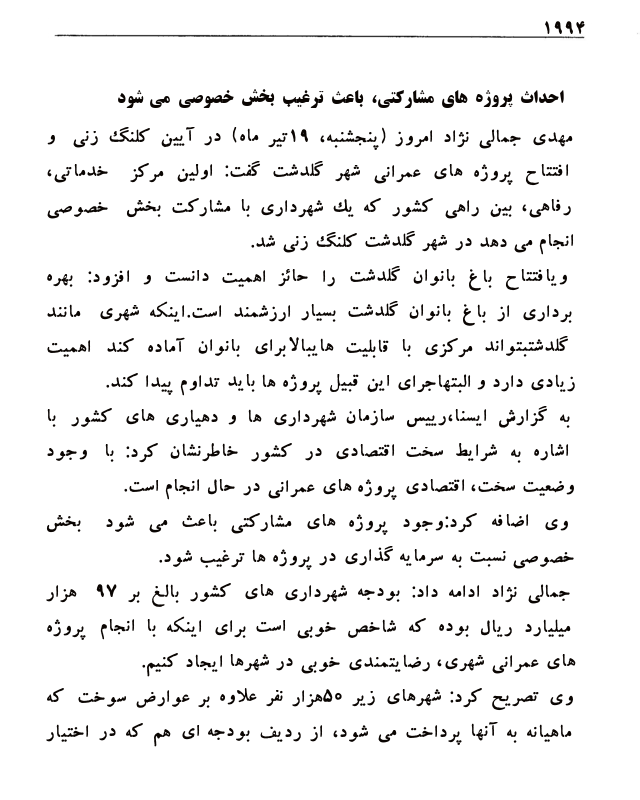 ۱۹۹۴
احداث پروژه های مشارکتی، باعث ترغیب بخش خصوصی می شود
مهدی جمالی نژاد امروز (پنجشنبه، ۱۹تیر ماه) در آیین کلنگ زنی و
افتتاح پروژه های عمرانی شهر گلدشت گفت: اولین مرکز خدماتی،
رفاهی، بین راهی کشور که یك شهرداری با مشارکت بخش خصوصی
انجام می دهد در شهر گلدشت کلنگ زنی شد.
ویافتتاح باغ بانوان گلدشت را حائز اهمیت دانست و افزود: بهره
برداری از باغ بانوان گلدشت بسیار ارزشمند است.اینکه شهری مانند
گلدشتبتواند مرکزی با قابلیت هایبالابرای بانوان آماده کند اهمیت
زیادی دارد و البتهاجرای این قبیل پروژه ها باید تداوم پیدا کند.
به گزارش ایسنا،رییس سازمان شهرداری ها و دهیاری های کشور با
اشاره به شرایط سخت اقتصادی در کشور خاطرنشان کرد: با وجود
وضعیت سخت، اقتصادی پروژه های عمرانی در حال انجام است.
وی اضافه کرد:وجود پروژه های مشارکتی باعث می شود بخش
خصوصی نسبت به سرمایه گذاری در پروژه ها ترغیب شود.
جمالی نژاد ادامه داد: بودجه شهرداری های کشور بالغ بر ۹۷ هزار
میلیارد ریال بوده که شاخص خوبی است برای اینکه با انجام پروژه
های عمرانی شهری، رضایتمندی خوبی در شهرها ایجاد کنیم.
وی تصریح کرد: شهرهای زیر ۵۰هزار نفر علاوه بر عوارض سوخت که
ماهیانه به آنها پرداخت می شود، از ردیف بودجه ای هم که در اختیار